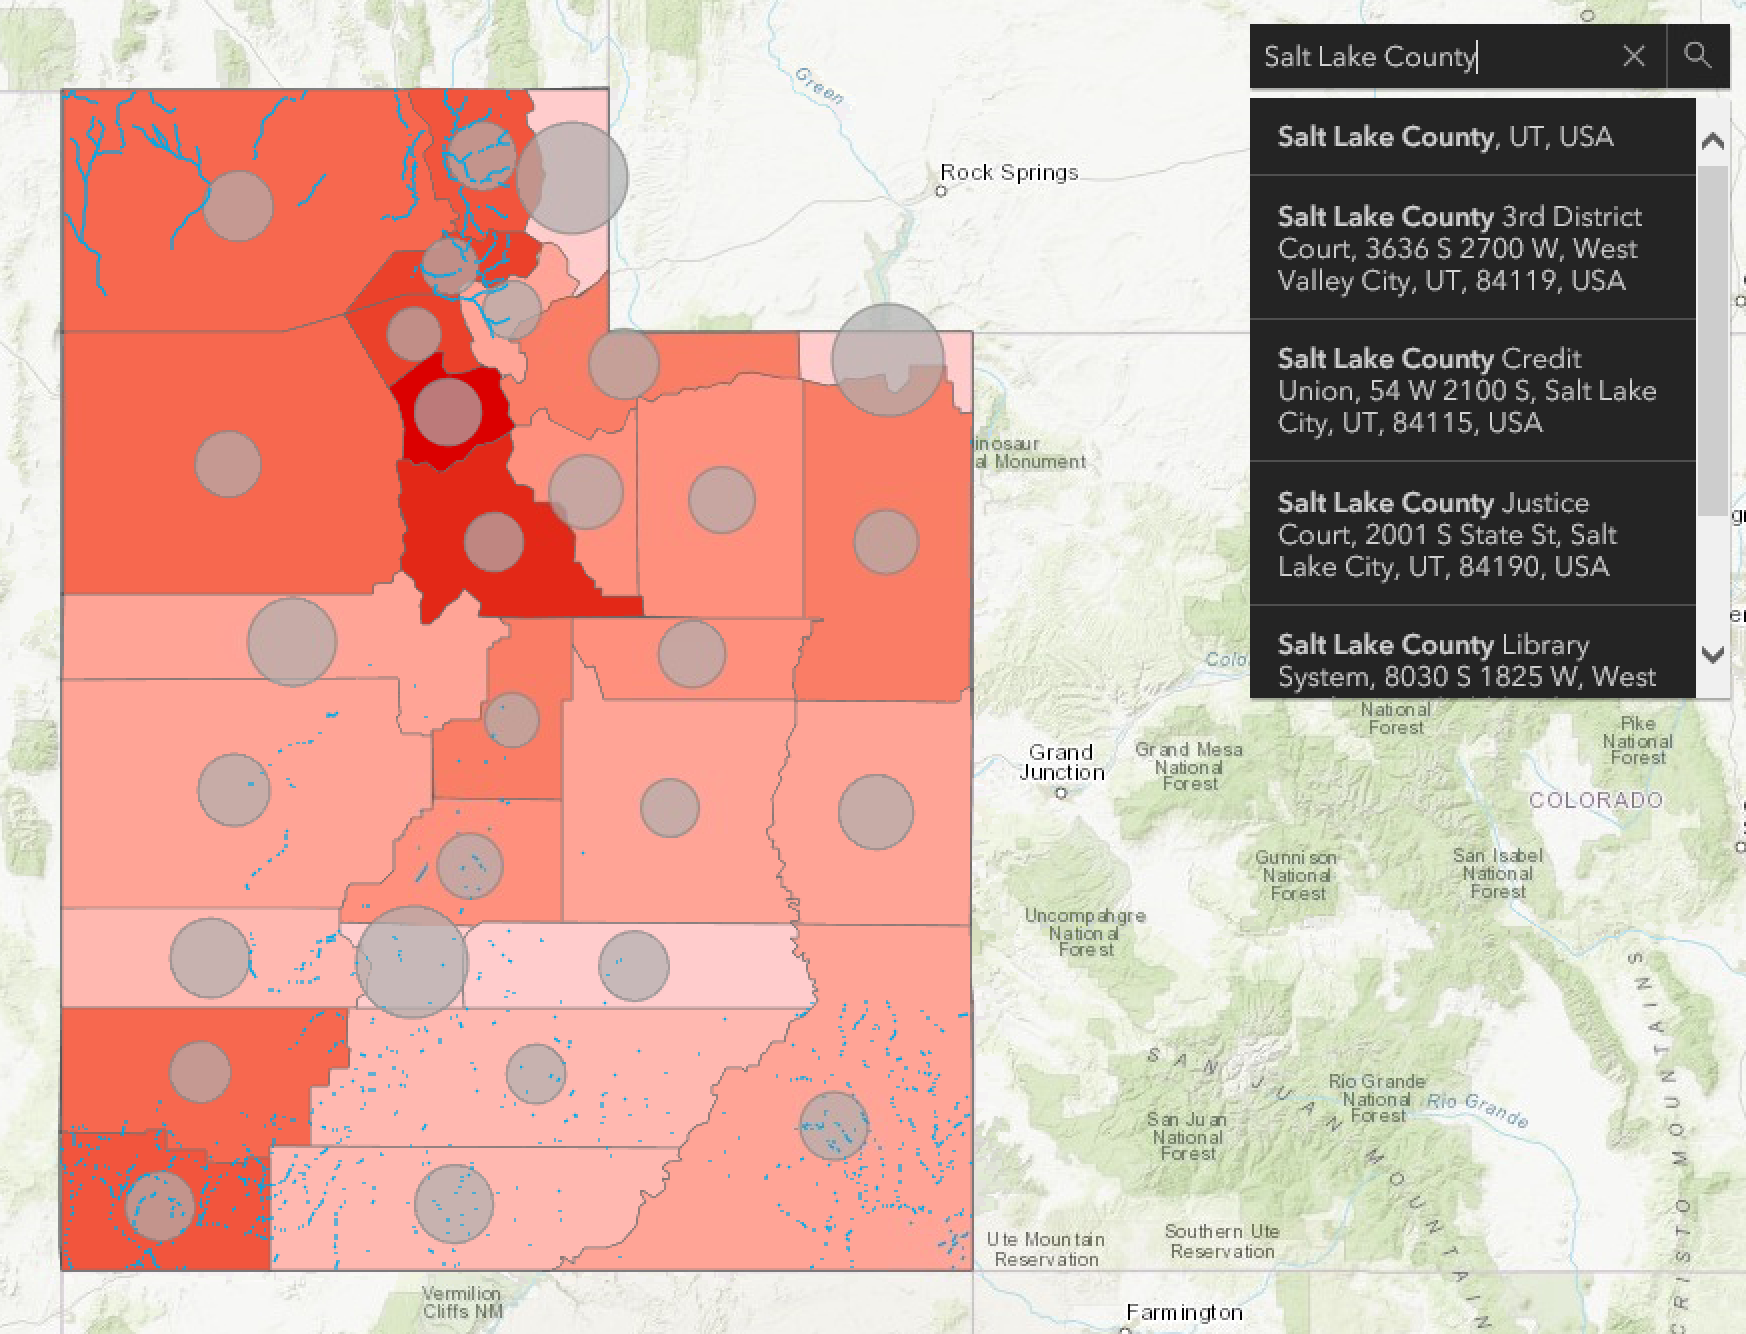 Salt Lake County
Salt Lake County, UT, USA
Salt Lake County 3rd District
Court, 3636 S 2700 W, West
Valley City, UT, 84119, USA
Salt Lake County Credit
Union, 54 W 2100 S, Salt Lake
City, UT, 84115, USA
Salt Lake County Justice
Court, 2001 S State St, Salt
Lake City, UT, 84190, USA
Salt Lake County Library
System, 8030 S 1825 W, West
Green
Rock Springs
inosaur
al Monument
Colo
National
Forest
Pike
National
Forest
Grand
Junction
Grand Mesa
National
Forest
COLORADO
Gunnison
National
Forest
San Isabel
National
Forest
Uncompahgre
National
Forest
SAN JUAN MOUNTAIN
Rio Grande
National
Forest
Rio Grande
San Juan
National
Forest
CRISTO MOUNTAINS
Ute Mountain
Reservation
Southern Ute
Reservation
Vermilion
Cliffs NM
Farmington